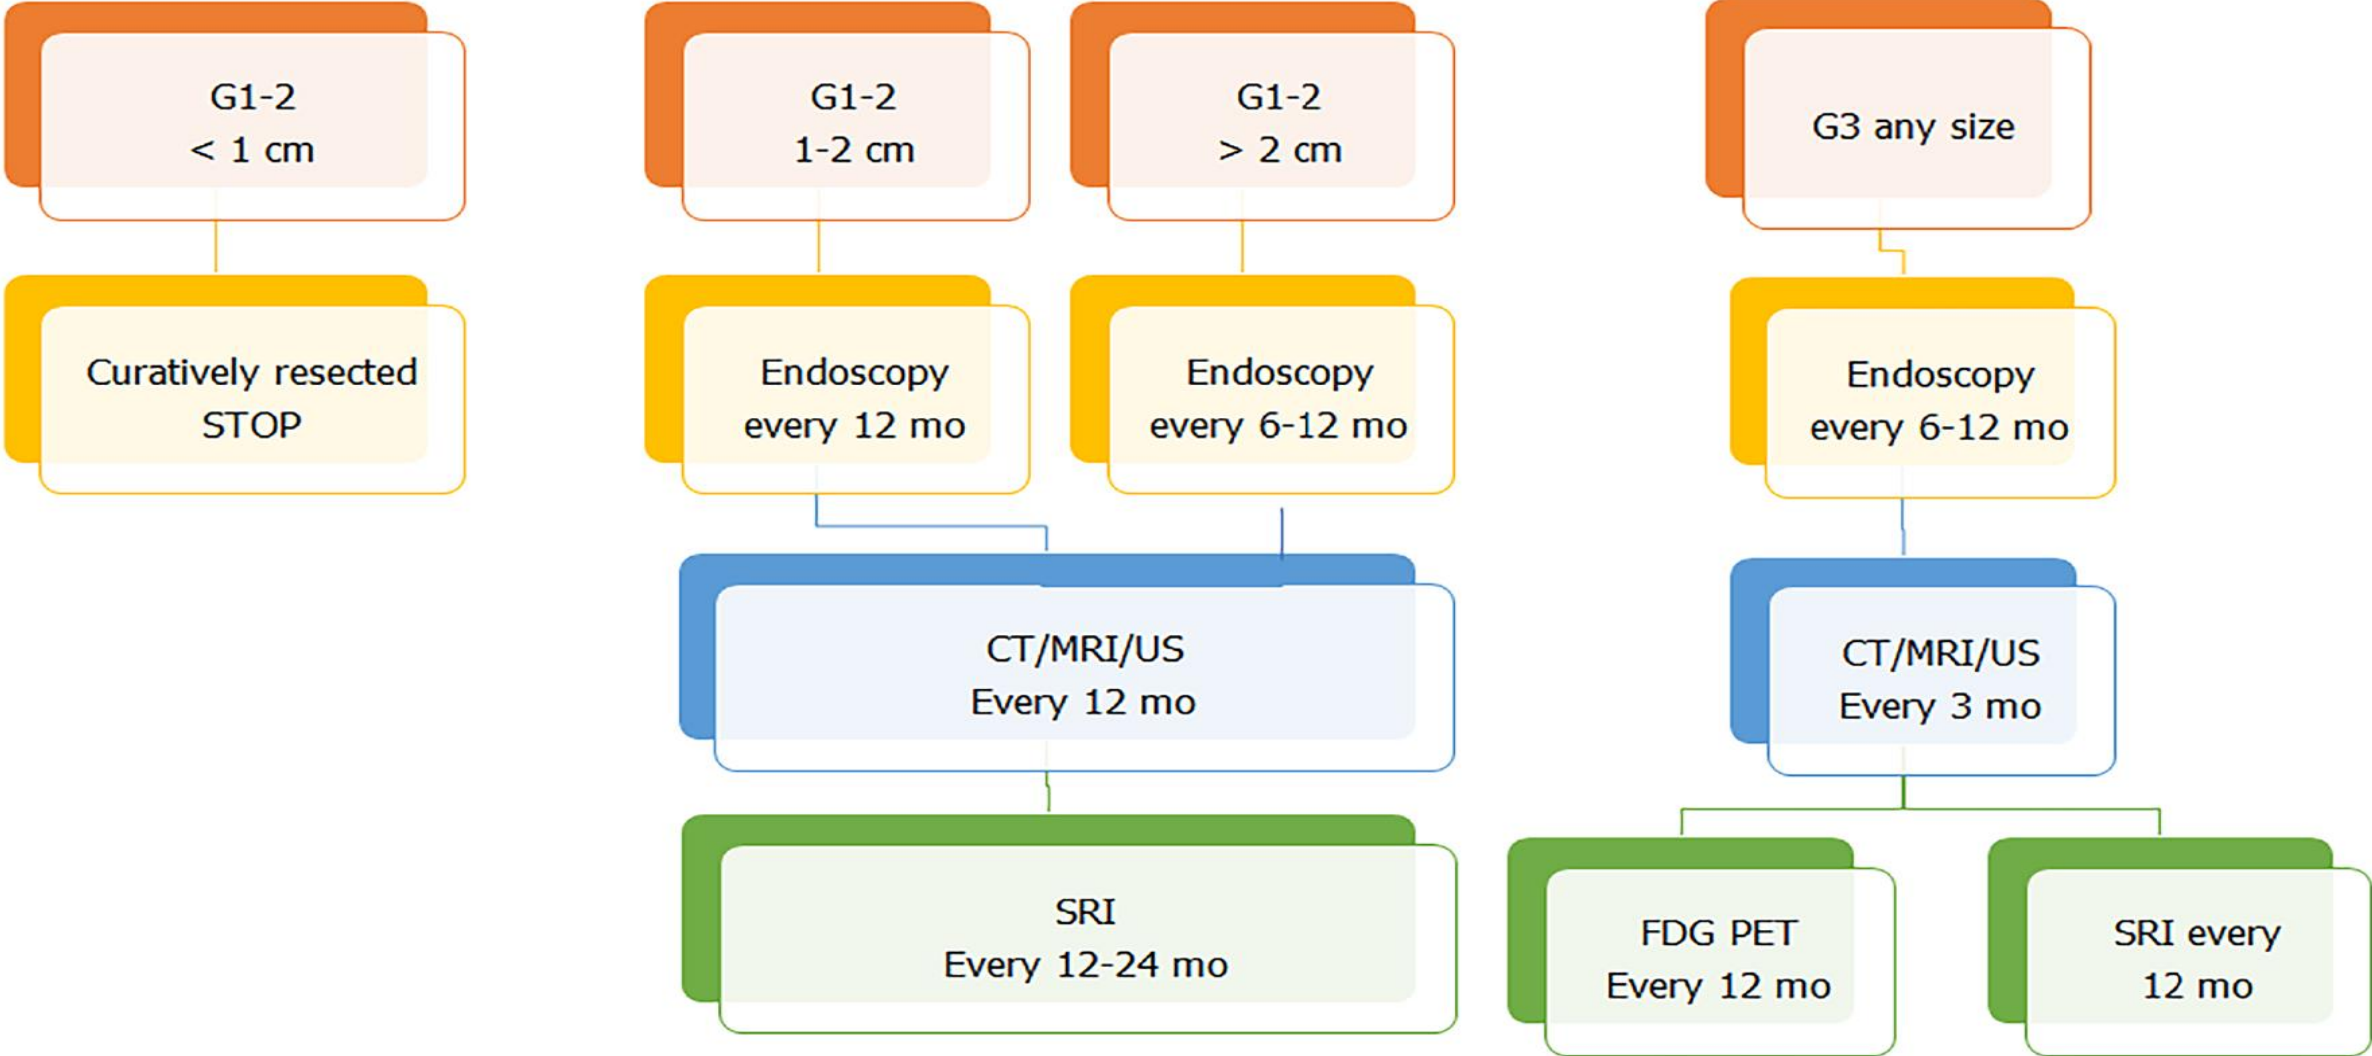 G1-2
< 1 cm
G1-2
1-2 cm
G1-2
> 2 cm
G3 any size
Curatively resected
STOP
Endoscopy
every 12 mo
Endoscopy
every 6-12 mo
Endoscopy
every 6-12 mo
CT/MRI/US
Every 12 mo
CT/MRI/US
Every 3 mo
SRI
Every 12-24 mo
FDG PET
Every 12 mo
SRI every
12 mo